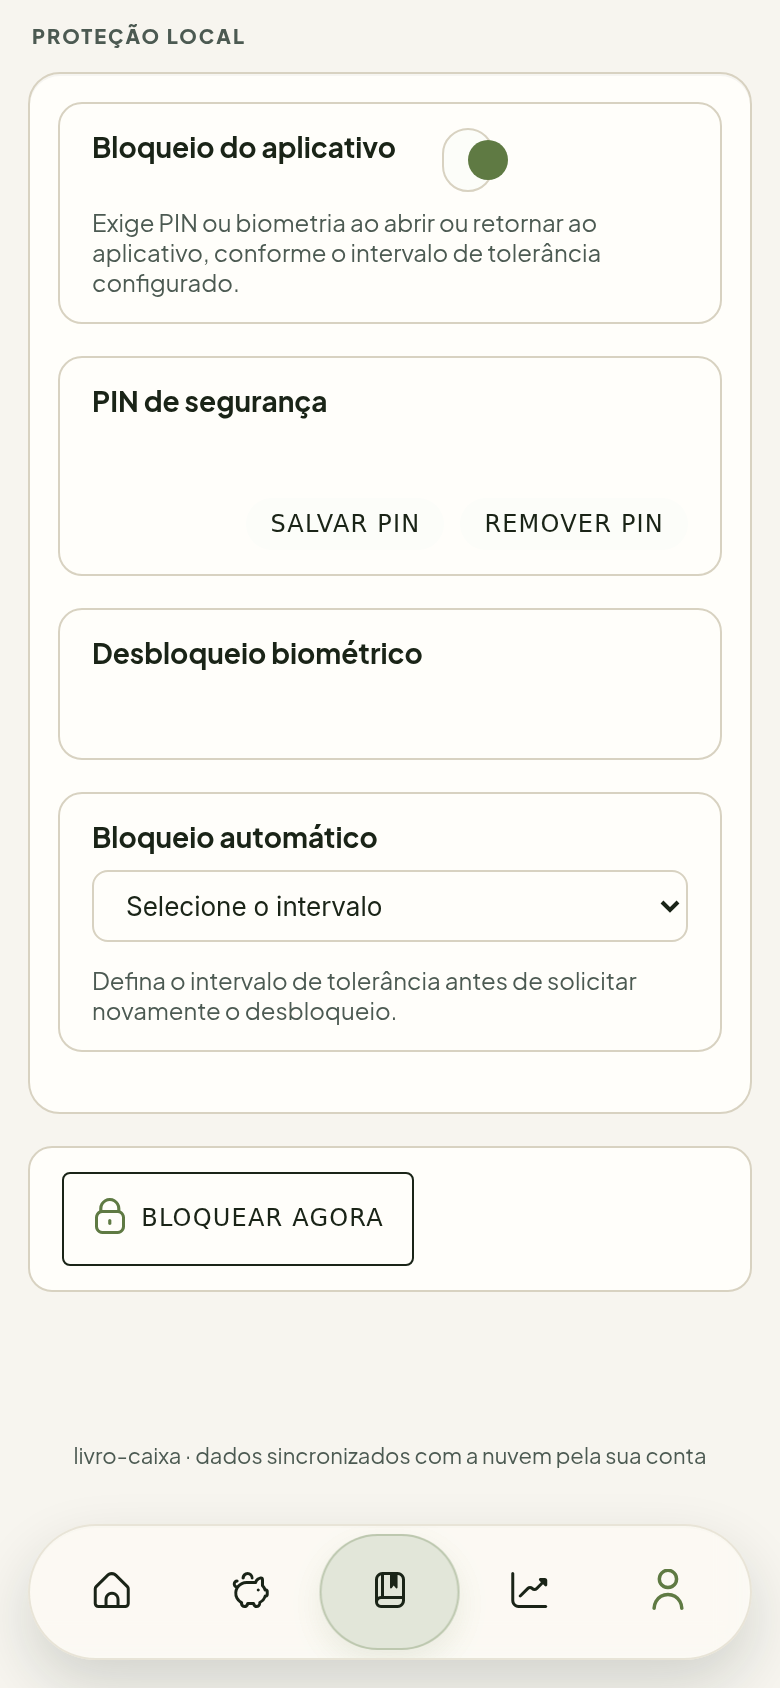 PROTEÇÃO LOCAL
Bloqueio do aplicativo
Exige PIN ou biometria ao abrir ou retornar ao
aplicativo, conforme o intervalo de tolerância
configurado.
PIN de segurança
SALVAR PIN
REMOVER PIN
Desbloqueio biométrico
Bloqueio automático
Selecione o intervalo
Defina o intervalo de tolerância antes de solicitar
novamente o desbloqueio.
BLOQUEAR AGORA
livro-caixa · dados sincronizados com a nuvem pela sua conta